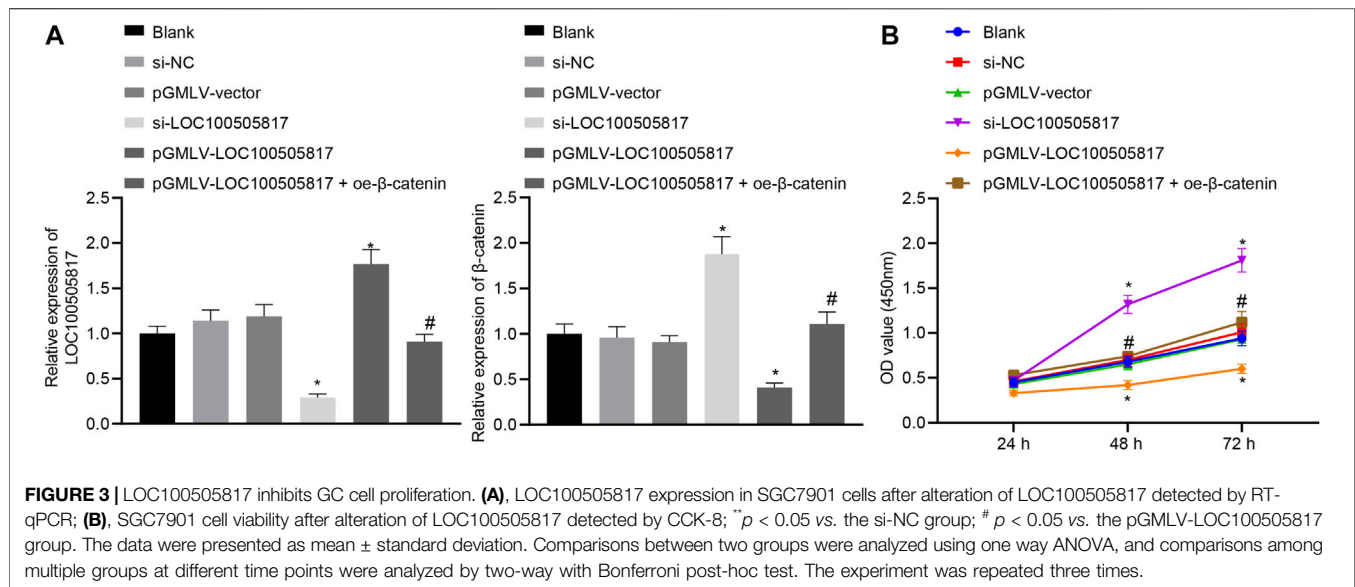 A
Blank
si-NC
pGMLV-vector
si-LOC100505817
pGMLV-LOC100505817
pGMLV-LOC100505817 + oe-β-catenin
Relative expression of
LOC100505817
2.5
2.0
1.5
1.0
0.5
0.0
*
*
#
Blank
si-NC
pGMLV-vector
si-LOC100505817
pGMLV-LOC100505817
pGMLV-LOC100505817 + oe-β-catenin
Relative expression of β-catenin
2.5
2.0
1.5
1.0
0.5
0.0
*
*
#
B
Blank
si-NC
pGMLV-vector
si-LOC100505817
pGMLV-LOC100505817
pGMLV-LOC100505817 + oe-β-catenin
OD value (450nm)
2.5
2.0
1.5
1.0
0.5
0.0
*
#
*
*
#
*
24 h
48 h
72 h
FIGURE 3 | LOC100505817 inhibits GC cell proliferation. (A), LOC100505817 expression in SGC7901 cells after alteration of LOC100505817 detected by RT-
qPCR; (B), SGC7901 cell viability after alteration of LOC100505817 detected by CCK-8; **p < 0.05 vs. the si-NC group; # p < 0.05 vs. the pGMLV-LOC100505817
group. The data were presented as mean ± standard deviation. Comparisons between two groups were analyzed using one way ANOVA, and comparisons among
multiple groups at different time points were analyzed by two-way with Bonferroni post-hoc test. The experiment was repeated three times.